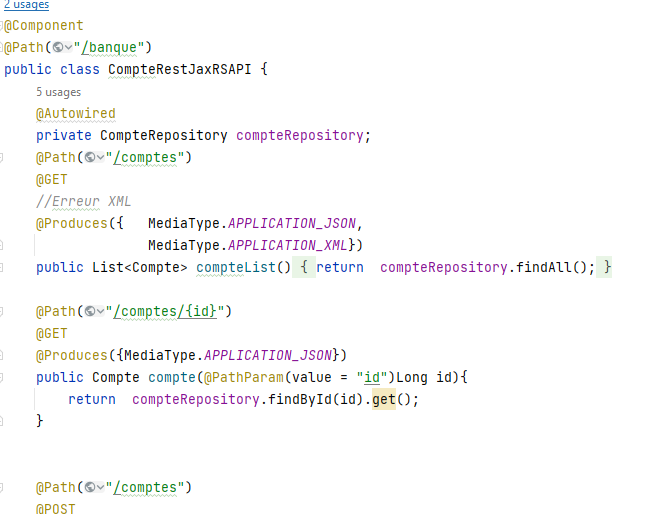 2 usages
@Component
@Path("/banque")
public class CompteRestJaxRSAPI {
5 usages
@Autowired
private CompteRepository compteRepository;
@Path("/comptes")
@GET
//Erreur XML
@Produces({   MediaType.APPLICATION_JSON,
MediaType.APPLICATION_XML})
public List<Compte> compteList() { return  compteRepository.findAll(); }
@Path("/comptes/{id}")
@GET
@Produces({MediaType.APPLICATION_JSON})
public Compte compte(@PathParam(value = "id")Long id){
return  compteRepository.findById(id).get();
}
@Path("/comptes")
@POST